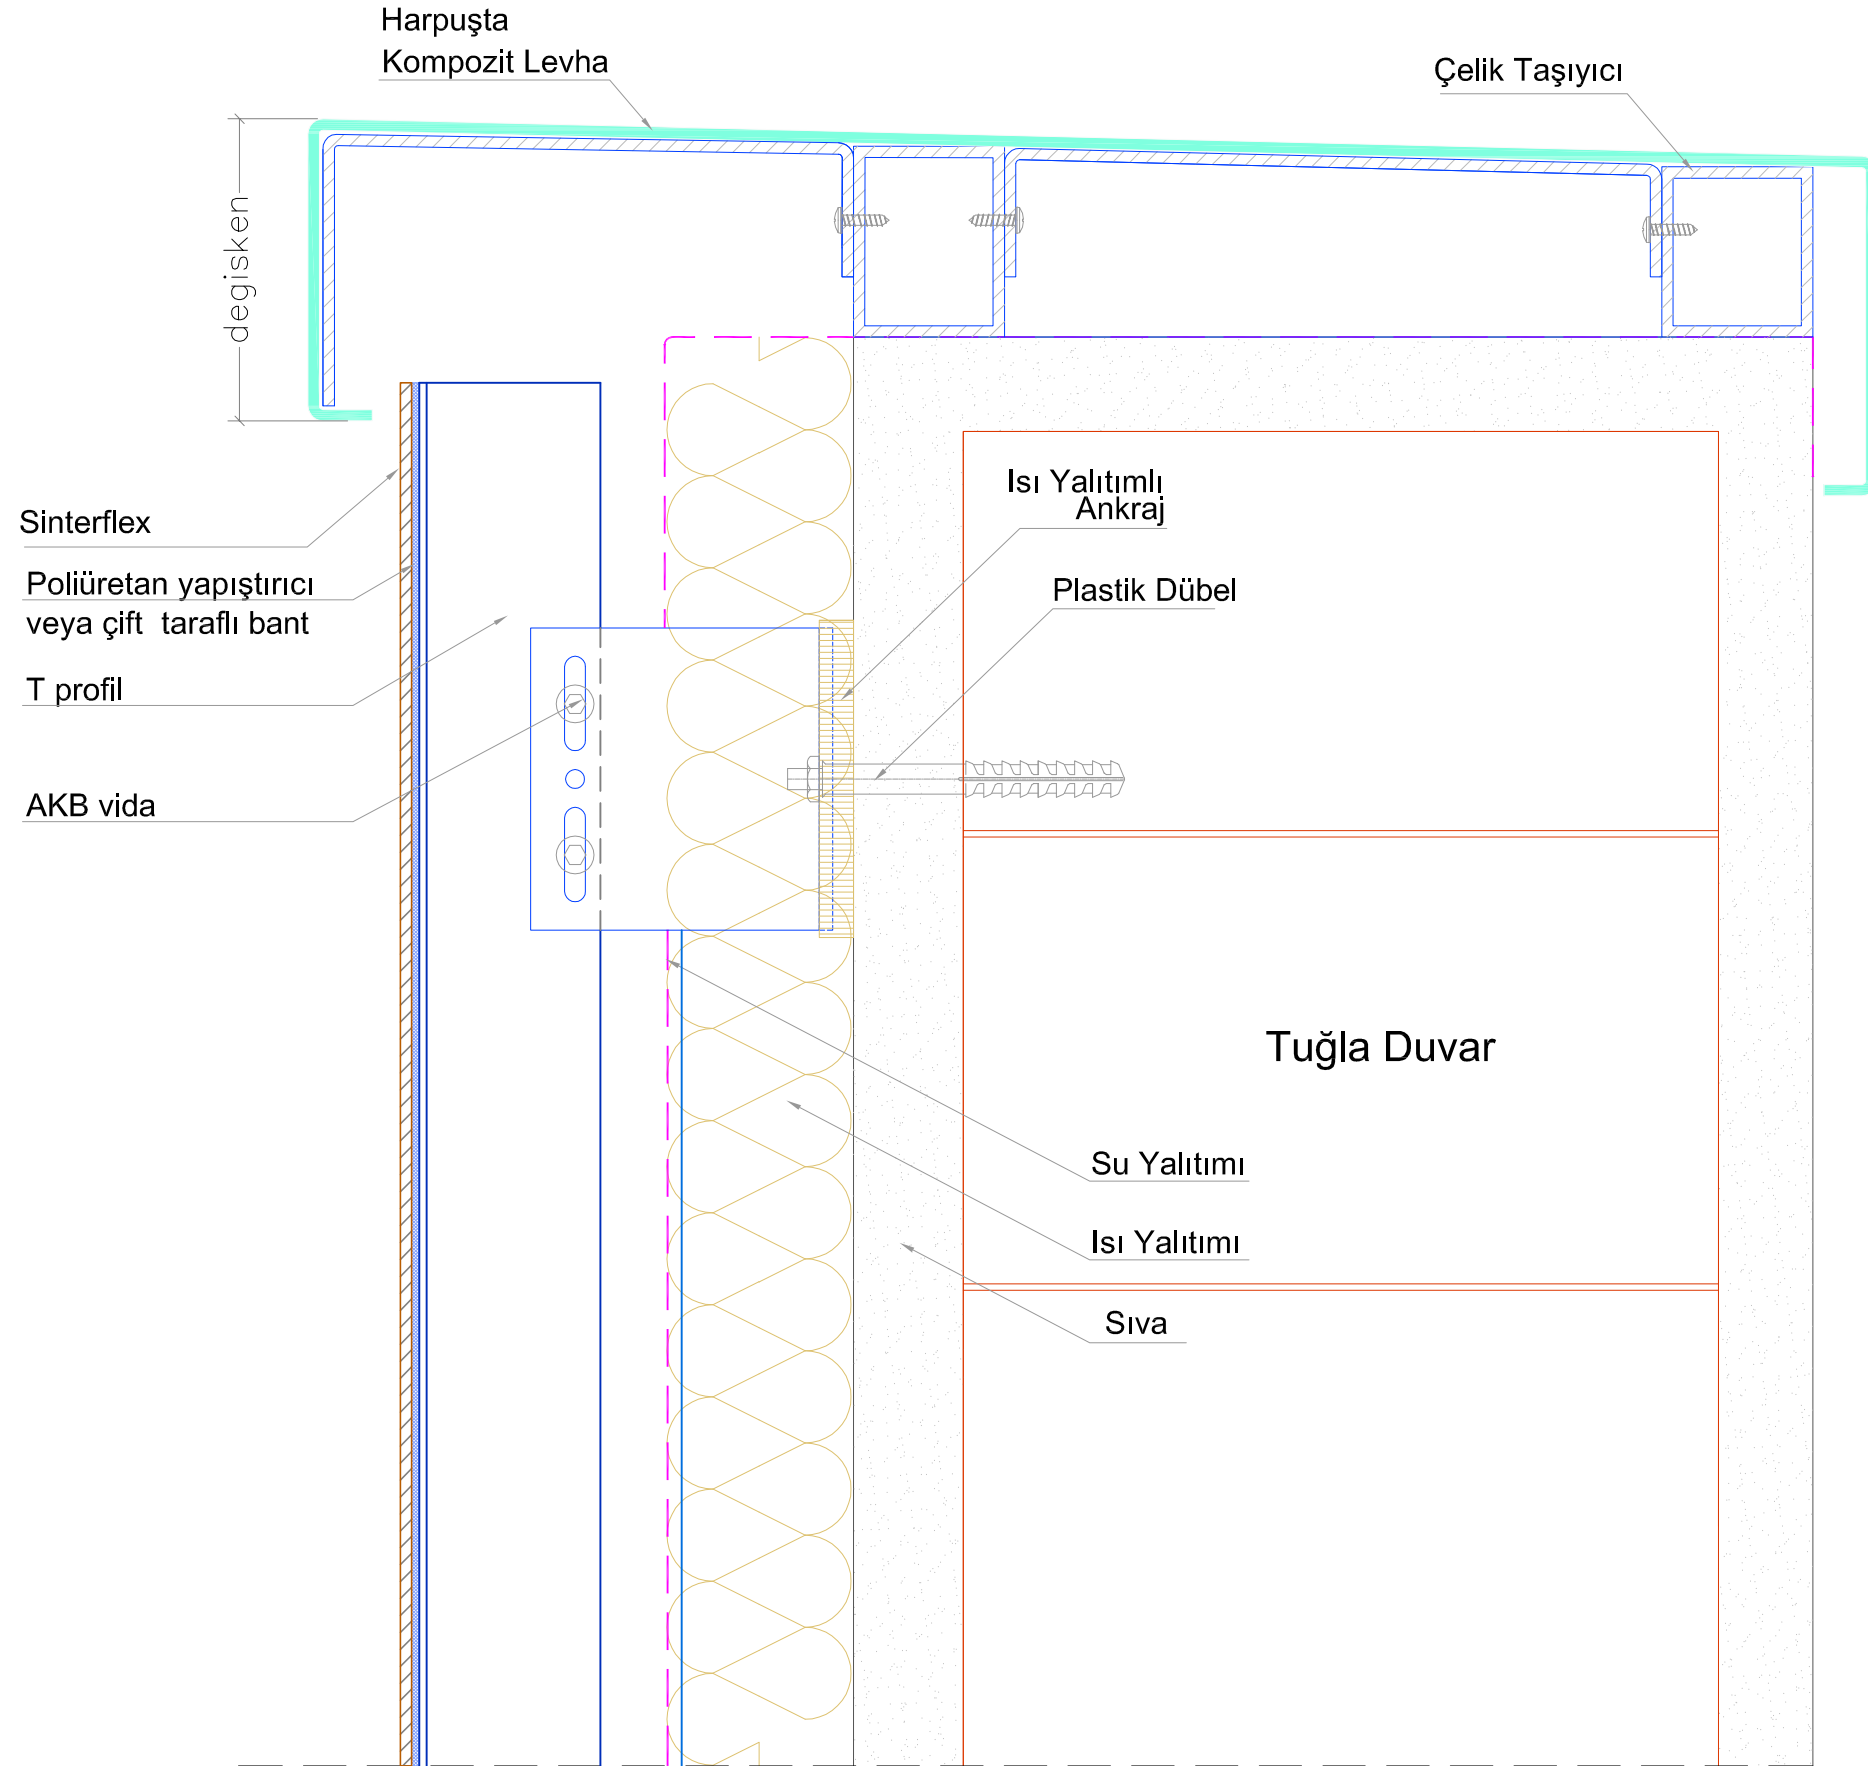 Harpuşta
Kompozit Levha
Çelik Taşıyıcı
degisken
Isı Yalıtımlı
Ankraj
Sinterflex
Poliüretan yapıştırıcı
veya çift  taraflı bant
Plastik Dübel
T profil
AKB vida
Tuğla Duvar
Su Yalıtımı
Isı Yalıtımı
Sıva